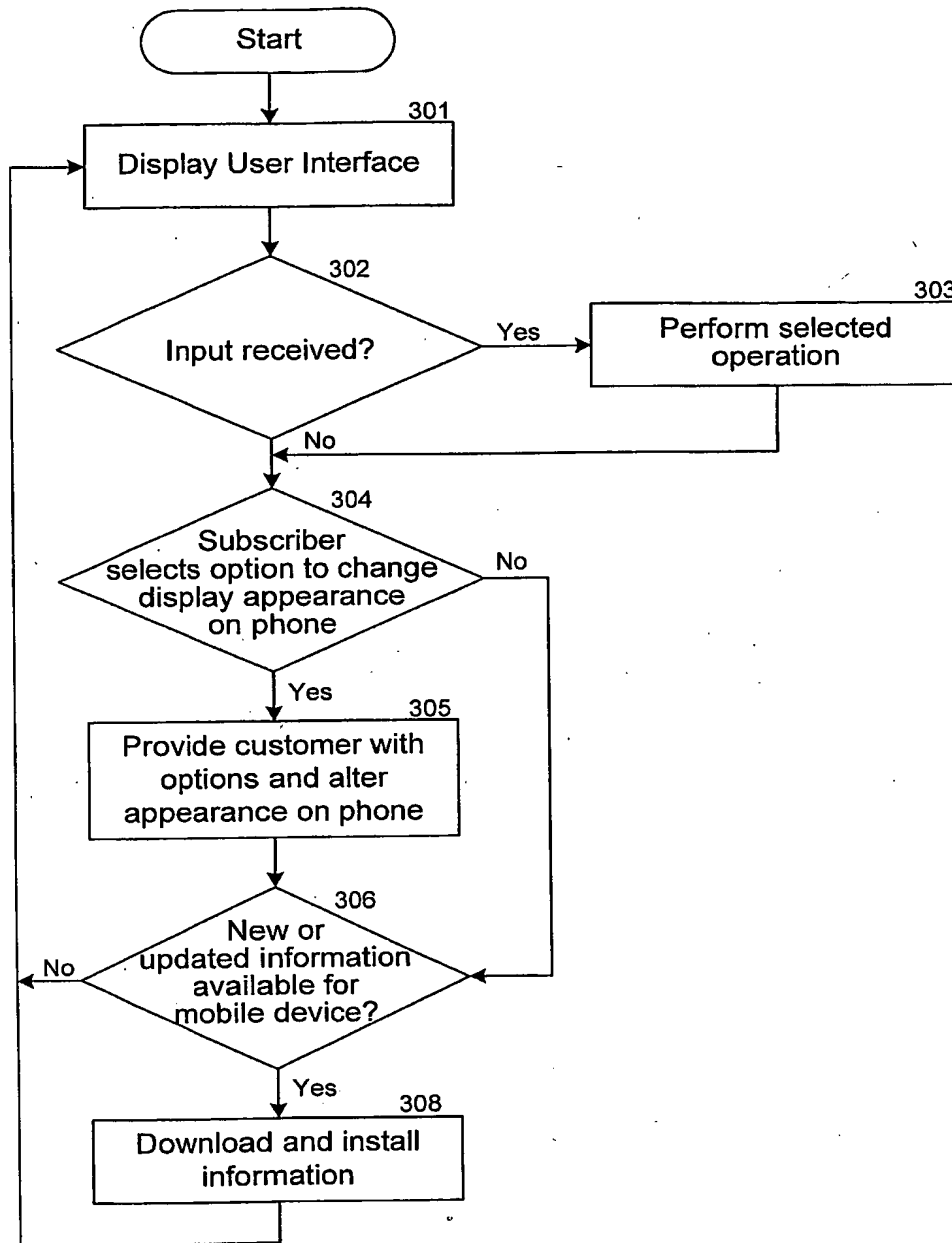 Start
301
Display User Interface
302
Input received?
Yes
303
Perform selected
operation
No
304
Subscriber
selects option to change
display appearance
on phone
No
Yes
305
Provide customer with
options and alter
appearance on phone
306
New or
updated information
available for
mobile device?
No
Yes
308
Download and install
information